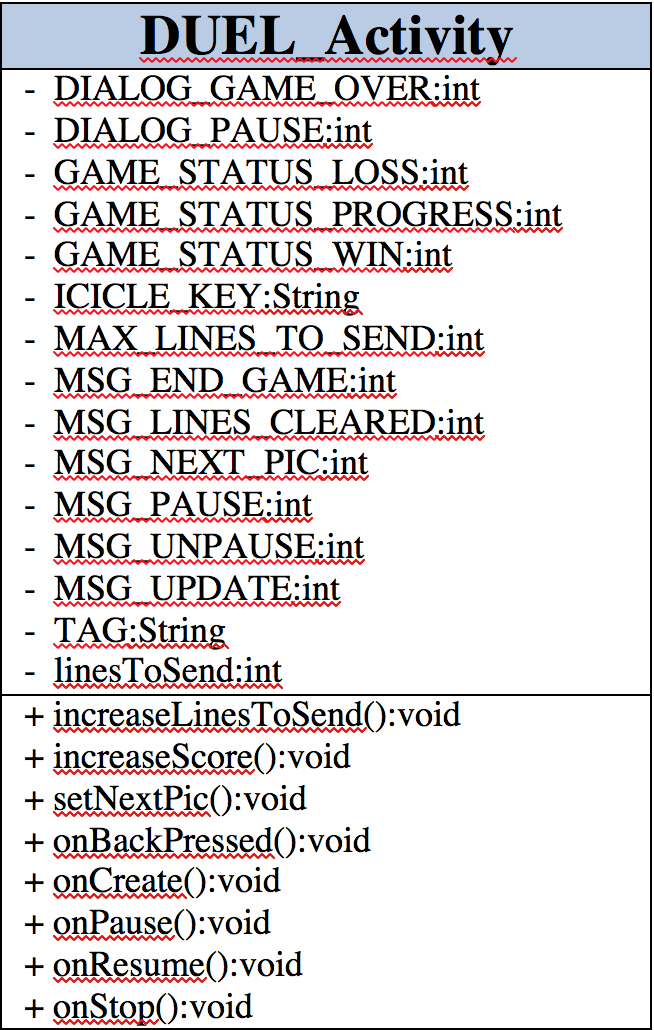 DUEL_Activity
- DIALOG_GAME_OVER:int
- DIALOG_PAUSE:int
- GAME_STATUS_LOSS:int
- GAME_STATUS_PROGRESS:int
- GAME_STATUS_WIN:int
- ICICLE_KEY:String
- MAX_LINES_TO_SEND:int
- MSG_END_GAME:int
- MSG_LINES_CLEARED:int
- MSG_NEXT_PIC:int
- MSG_PAUSE:int
- MSG_UNPAUSE:int
- MSG_UPDATE:int
- TAG:String
- linesToSend:int
+ increaseLinesToSend():void
+ increaseScore():void
+ setNextPic():void
+ onBackPressed():void
+ onCreate():void
+ onPause():void
+ onResume():void
+ onStop():void